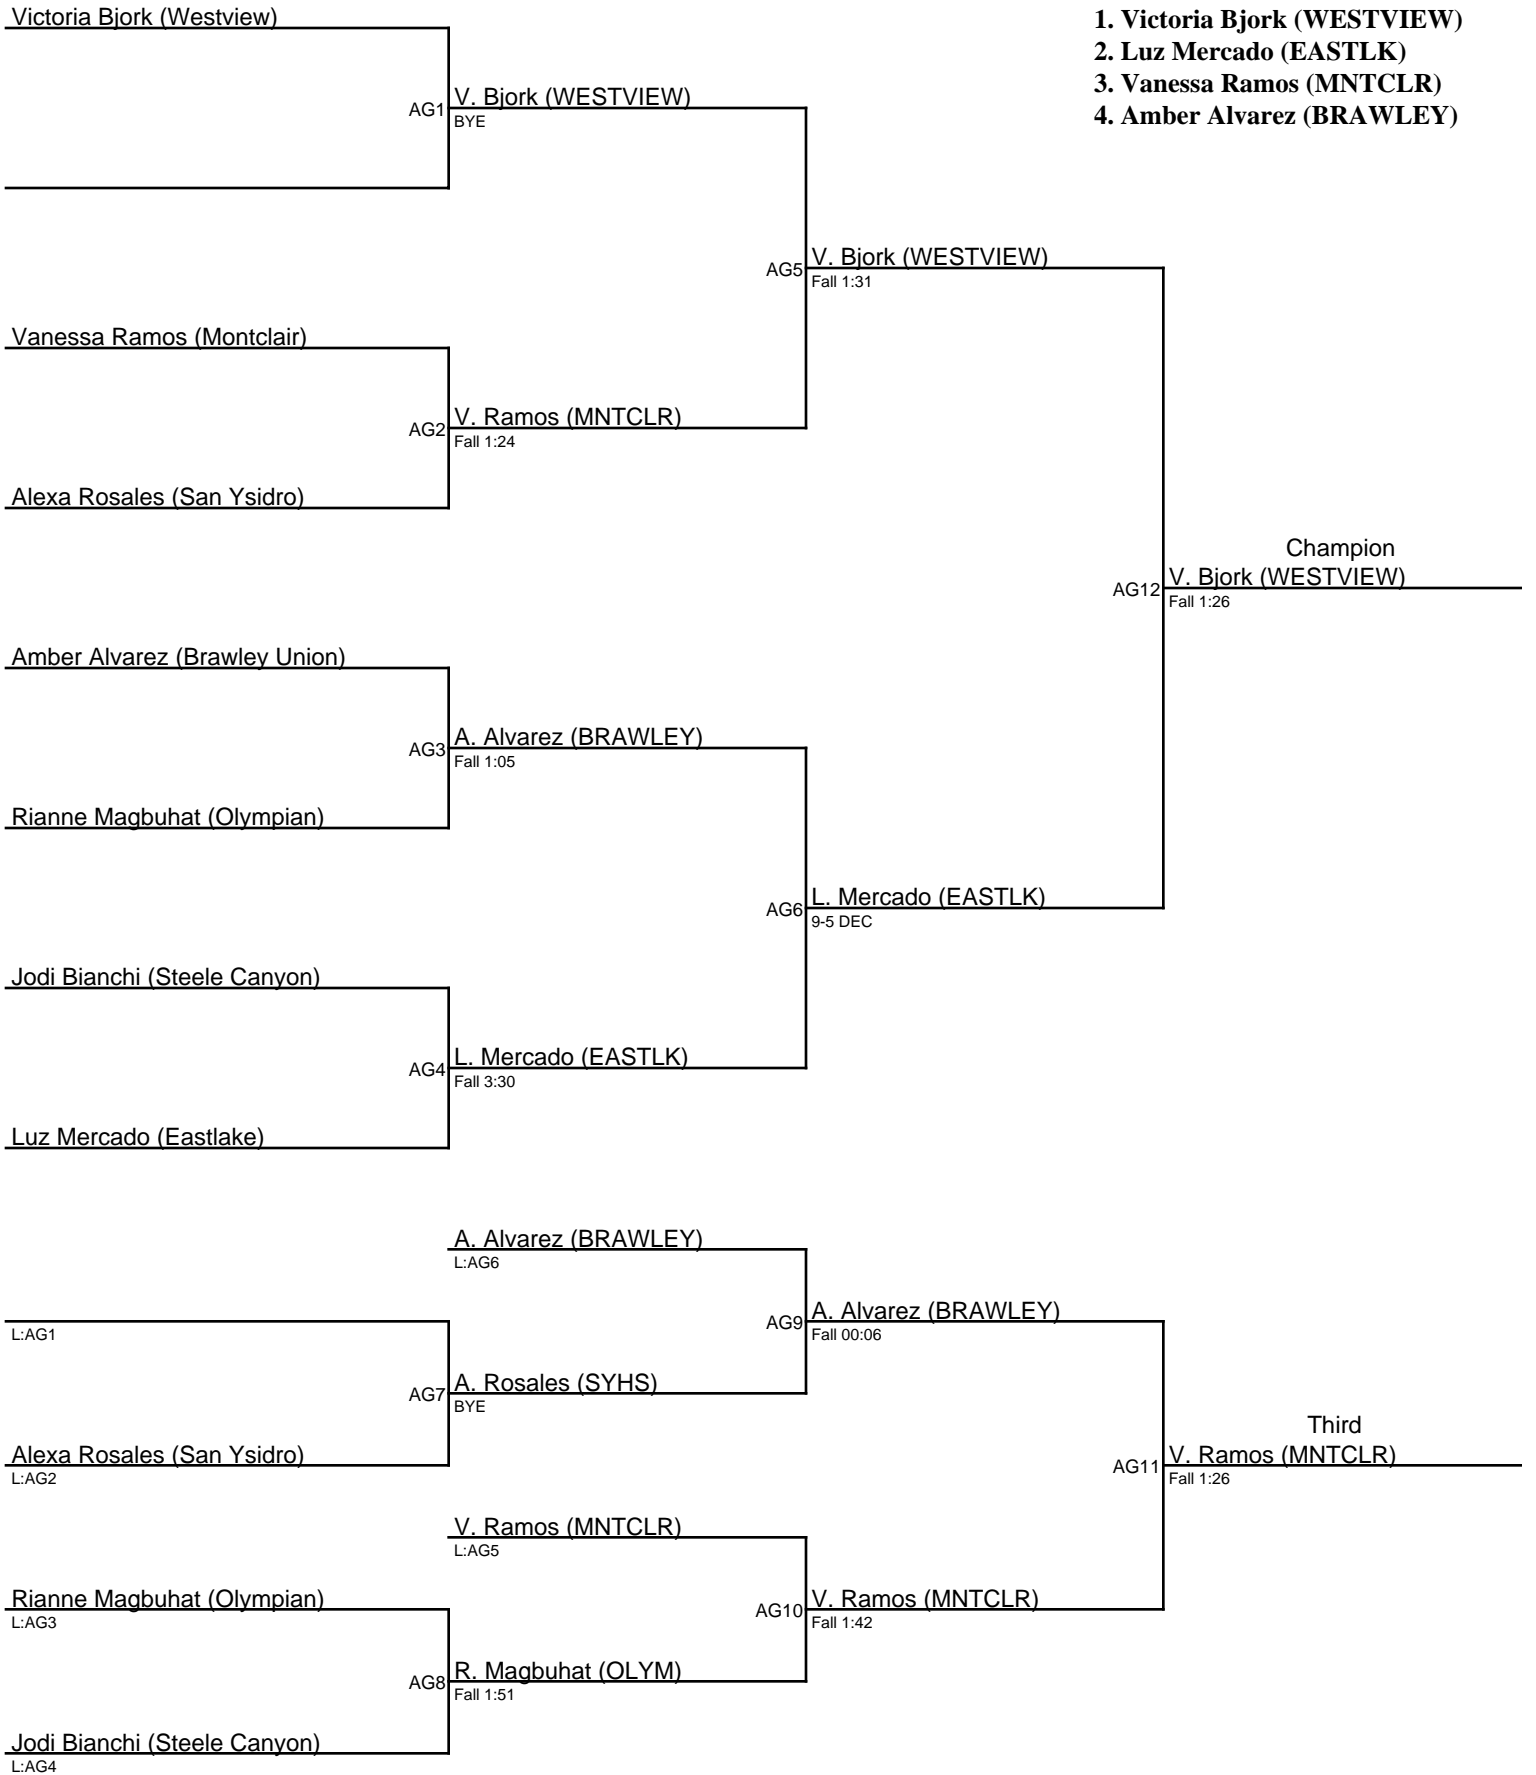 Victoria Bjork (Westview)
1. Victoria Bjork (WESTVIEW)
2. Luz Mercado (EASTLK)
3. Vanessa Ramos (MNTCLR)
4. Amber Alvarez (BRAWLEY)
AG1
V. Bjork (WESTVIEW)
BYE
AG5
V. Bjork (WESTVIEW)
Fall 1:31
Vanessa Ramos (Montclair)
AG2
V. Ramos (MNTCLR)
Fall 1:24
Alexa Rosales (San Ysidro)
Champion
AG12
V. Bjork (WESTVIEW)
Fall 1:26
Amber Alvarez (Brawley Union)
AG3
A. Alvarez (BRAWLEY)
Fall 1:05
Rianne Magbuhat (Olympian)
AG6
L. Mercado (EASTLK)
9-5 DEC
Jodi Bianchi (Steele Canyon)
AG4
L. Mercado (EASTLK)
Fall 3:30
Luz Mercado (Eastlake)
A. Alvarez (BRAWLEY)
L:AG6
L:AG1
AG9
A. Alvarez (BRAWLEY)
Fall 00:06
AG7
A. Rosales (SYHS)
BYE
Alexa Rosales (San Ysidro)
L:AG2
Third
AG11
V. Ramos (MNTCLR)
Fall 1:26
V. Ramos (MNTCLR)
L:AG5
Rianne Magbuhat (Olympian)
L:AG3
AG10
V. Ramos (MNTCLR)
Fall 1:42
AG8
R. Magbuhat (OLYM)
Fall 1:51
Jodi Bianchi (Steele Canyon)
L:AG4